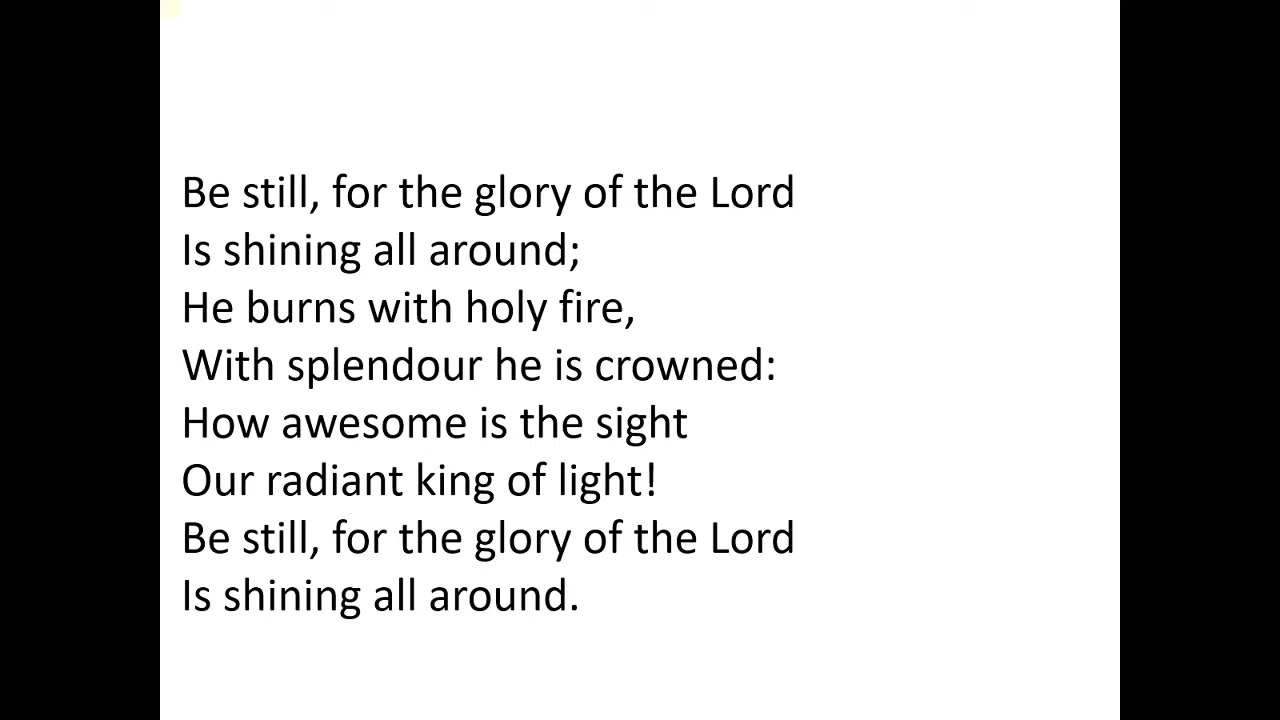 Be still, for the glory of the Lord
Is shining all around;
He burns with holy fire,
With splendour he is crowned:
How awesome is the sight
Our radiant king of light!
Be still, for the glory of the Lord
Is shining all around.